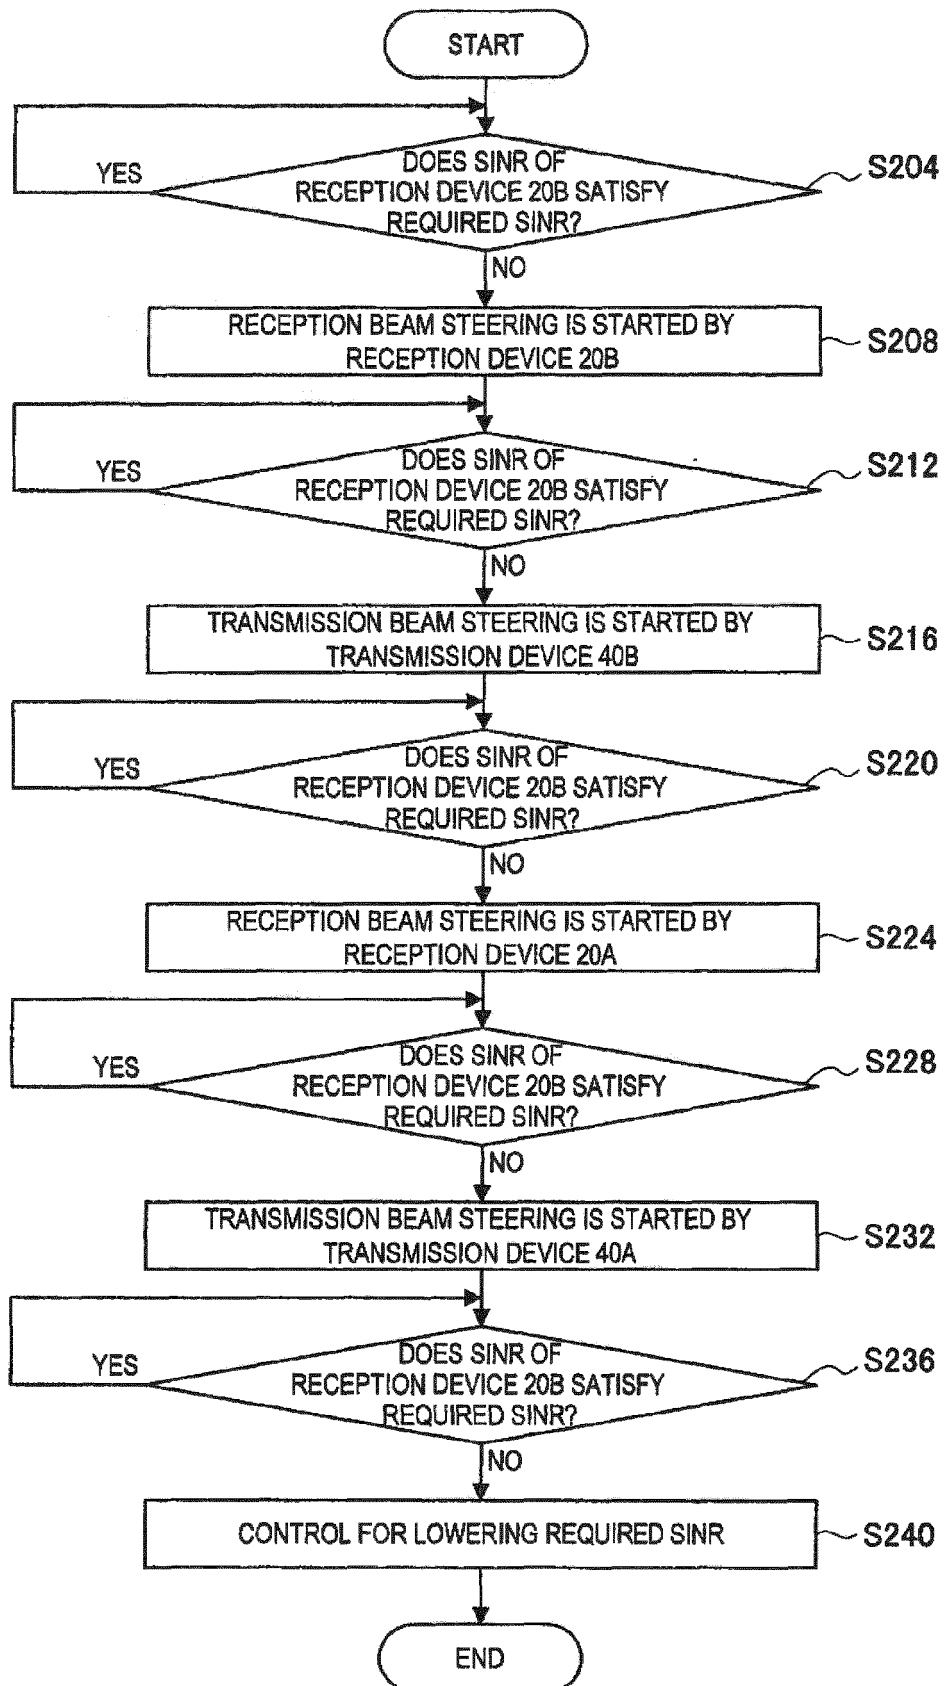 START
YES
DOES SINR OF
RECEPTION DEVICE 20B SATISFY
REQUIRED SINR?
S204
NO
RECEPTION BEAM STEERING IS STARTED BY
RECEPTION DEVICE 20B
S208
YES
DOES SINR OF
RECEPTION DEVICE 20B SATISFY
REQUIRED SINR?
S212
NO
TRANSMISSION BEAM STEERING IS STARTED BY
TRANSMISSION DEVICE 40B
S216
YES
DOES SINR OF
RECEPTION DEVICE 20B SATISFY
REQUIRED SINR?
S220
NO
RECEPTION BEAM STEERING IS STARTED BY
RECEPTION DEVICE 20A
S224
YES
DOES SINR OF
RECEPTION DEVICE 20B SATISFY
REQUIRED SINR?
S228
NO
TRANSMISSION BEAM STEERING IS STARTED BY
TRANSMISSION DEVICE 40A
S232
YES
DOES SINR OF
RECEPTION DEVICE 20B SATISFY
REQUIRED SINR?
S236
NO
CONTROL FOR LOWERING REQUIRED SINR
S240
END